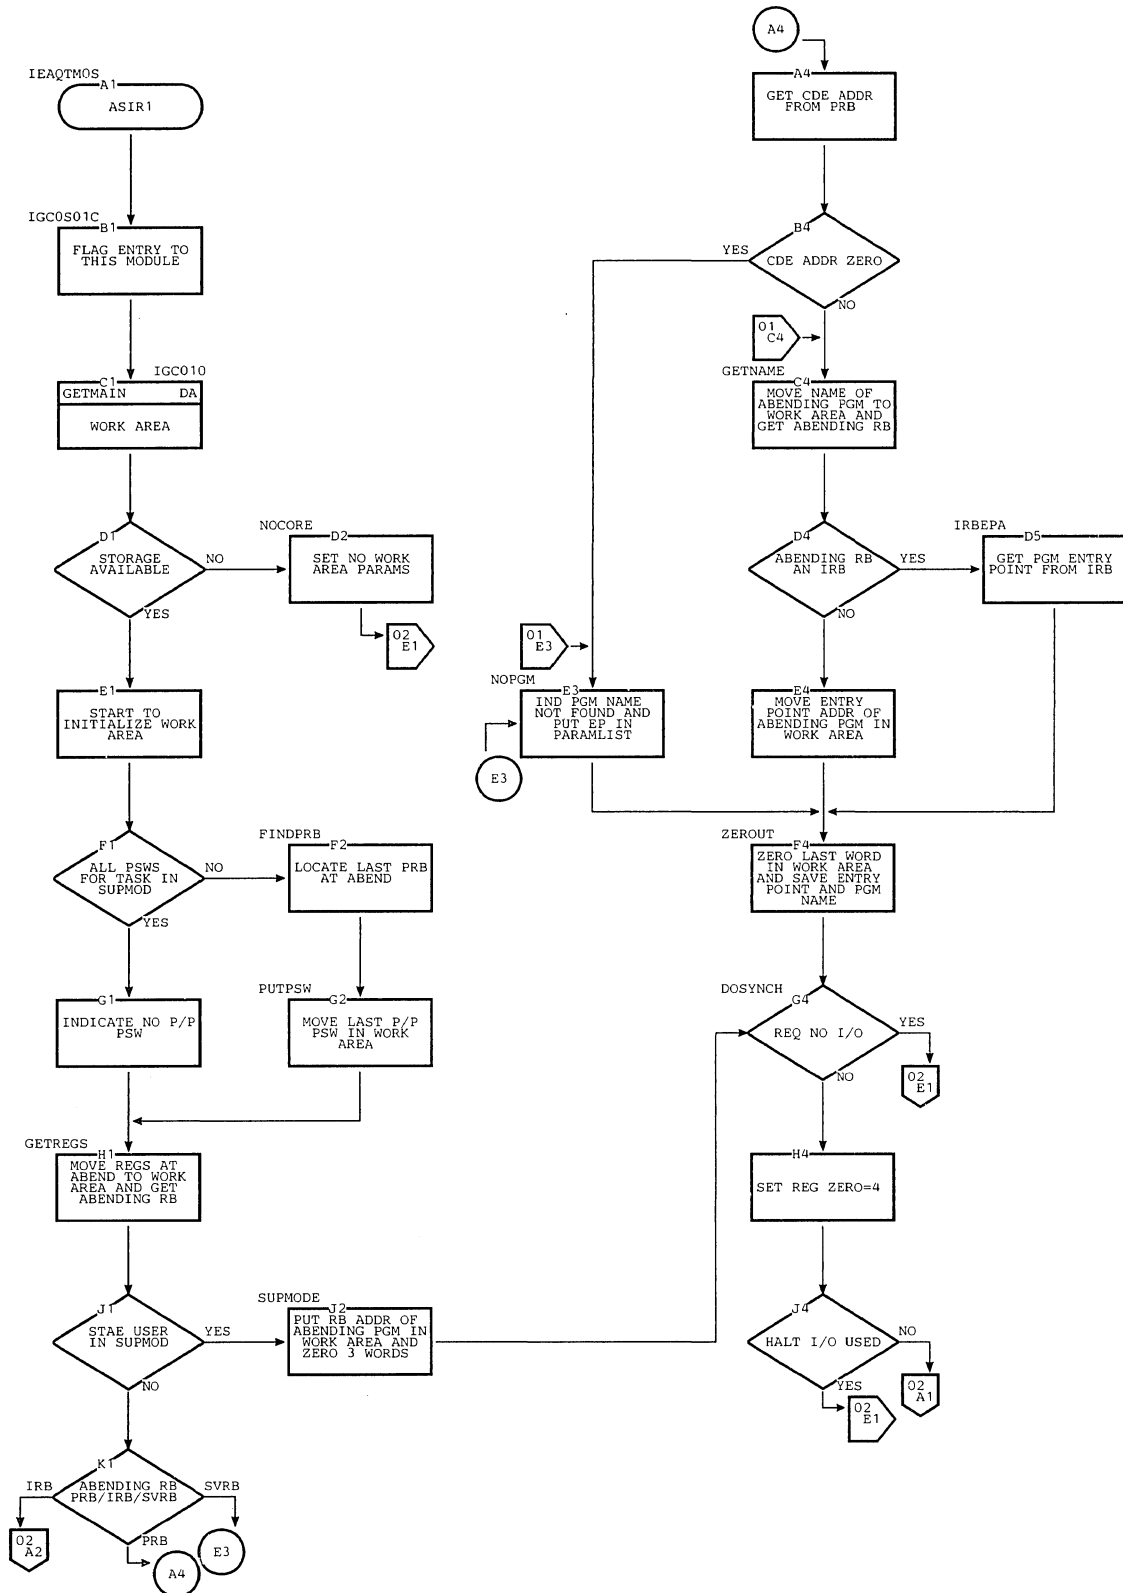 IEAQTMOS
A1
ASIR1
IGC0S01C
B1
FLAG ENTRY TO
THIS MODULE
IGC010
C1
GETMAIN DA
WORK AREA
D1
STORAGE
AVAILABLE
NO
YES
NOCORE
D2
SET NO WORK
AREA PARAMS
02
E1
E1
START TO
INITIALIZE WORK
AREA
F1
ALL PSWS
FOR TASK IN
SUPMOD
NO
YES
FINDPRB
F2
LOCATE LAST PRB
AT ABEND
G1
INDICATE NO P/P
PSW
PUTPSW
G2
MOVE LAST P/P
PSW IN WORK
AREA
GETREGS
H1
MOVE REGS AT
ABEND TO WORK
AREA AND GET
ABENDING RB
J1
STAE USER
IN SUPMOD
YES
NO
SUPMODE
J2
PUT RB ADDR OF
ABENDING PGM IN
WORK AREA AND
ZERO 3 WORDS
K1
ABENDING RB
PRB/IRB/SVRB
IRB
SVRB
PRB
02
A2
A4
E3
A4
A4
GET CDE ADDR
FROM PRB
B4
CDE ADDR ZERO
YES
NO
01
C4
GETNAME
C4
MOVE NAME OF
ABENDING PGM TO
WORK AREA AND
GET ABENDING RB
D4
ABENDING RB
AN IRB
YES
NO
IRBEPA
D5
GET PGM ENTRY
POINT FROM IRB
01
E3
NOPGM
E3
IND PGM NAME
NOT FOUND AND
PUT EP IN
PARAMLIST
E3
E4
MOVE ENTRY
POINT ADDR OF
ABENDING PGM IN
WORK AREA
ZEROUT
F4
ZERO LAST WORD
IN WORK AREA
AND SAVE ENTRY
POINT AND PGM
NAME
DOSYNCH
G4
REQ NO I/O
YES
NO
02
E1
H4
SET REG ZERO=4
J4
HALT I/O USED
NO
YES
02
A1
02
E1